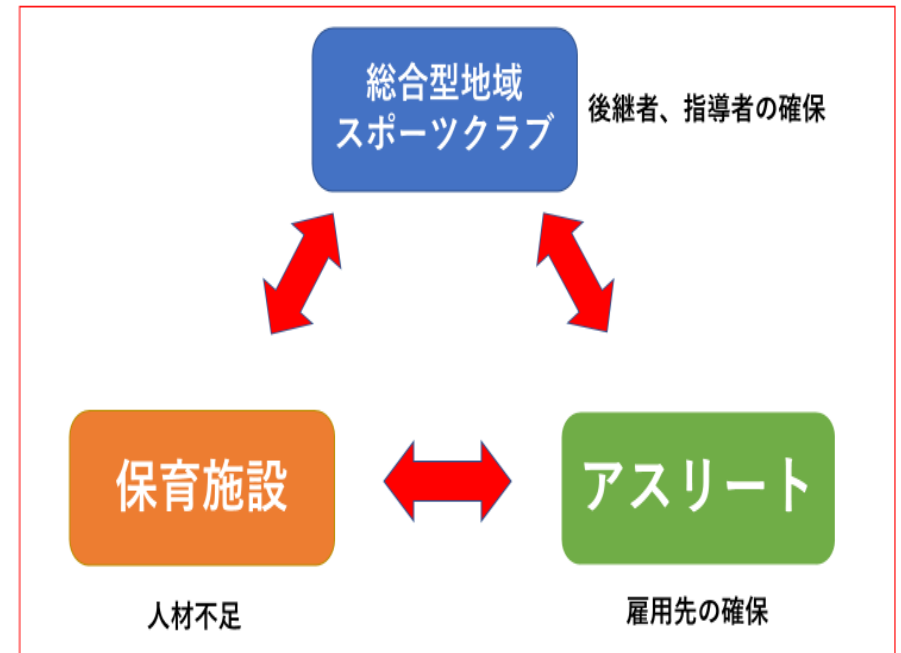 総合型地域
スポーツクラブ
後継者、指導者の確保
保育施設
アスリート
人材不足
雇用先の確保